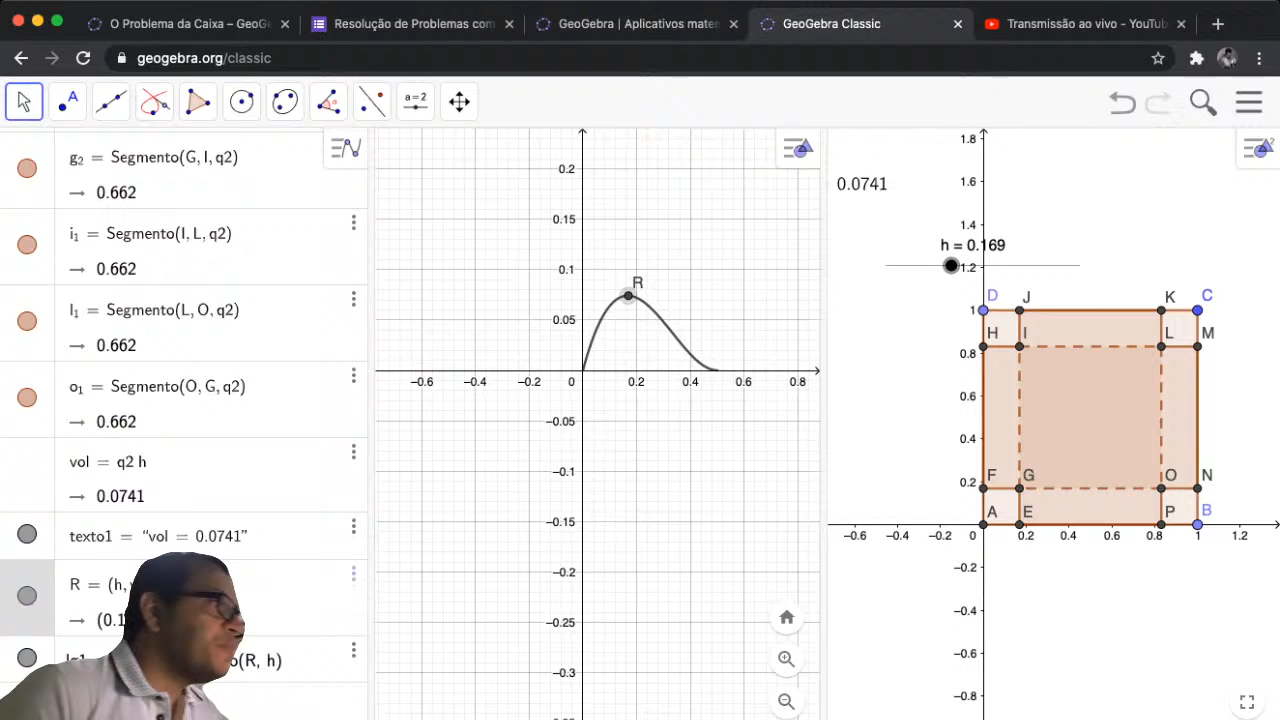 O Problema da Caixa – GeoG
Resolução de Problemas com
GeoGebra | Aplicativos mater
GeoGebra Classic
Transmissão ao vivo - YouTub
geogebra.org/classic
a=2
g2 = Segmento(G, I, q2)
→ 0.662
i1 = Segmento(I, L, q2)
→ 0.662
l1 = Segmento(L, O, q2)
→ 0.662
o1 = Segmento(O, G, q2)
→ 0.662
vol = q2 h
→ 0.0741
texto1 = “vol = 0.0741”
R = (h,
→ (0.1
o(R, h)
0.2
0.15
0.1
0.05
R
−0.6 −0.4 −0.2 0 0.2 0.4 0.6 0.8
−0.05
−0.1
−0.15
−0.2
−0.25
−0.3
0.0741
h = 0.169
1.8
1.6
1.4
1.2
D J K C
1
H I L M
0.8
0.6
0.4
F G O N
0.2
A E P B
−0.6 −0.4 −0.2 0 0.2 0.4 0.6 0.8 1 1.2
−0.2
−0.4
−0.6
−0.8